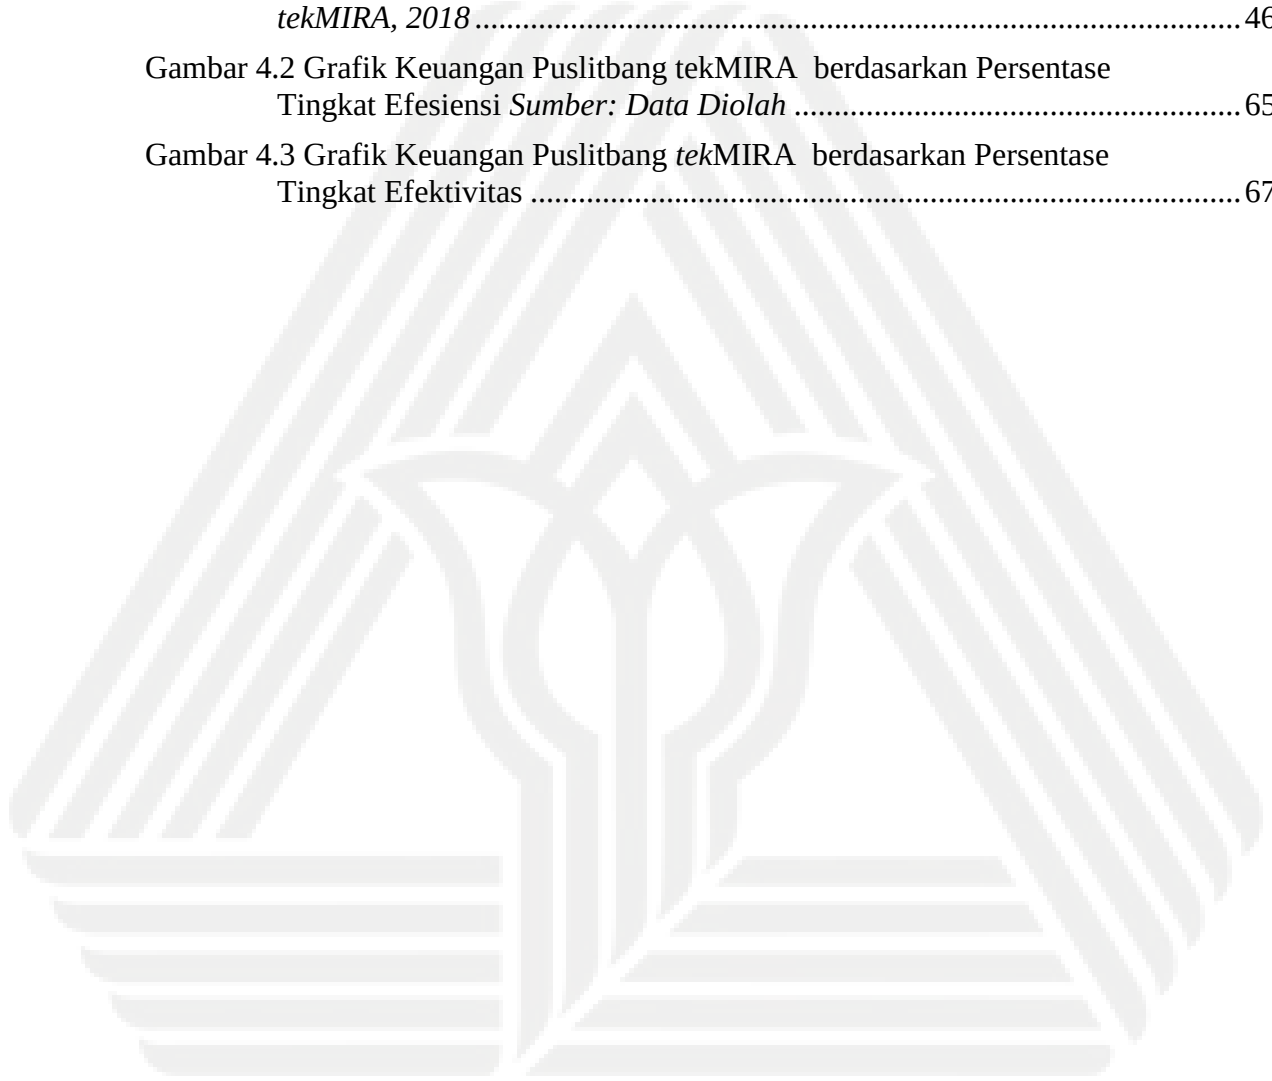 tekMIRA, 2018 ................................................................................................ 46
Gambar 4.2 Grafik Keuangan Puslitbang tekMIRA  berdasarkan Persentase
Tingkat Efesiensi Sumber: Data Diolah ........................................................ 65
Gambar 4.3 Grafik Keuangan Puslitbang tekMIRA  berdasarkan Persentase
Tingkat Efektivitas ......................................................................................... 67